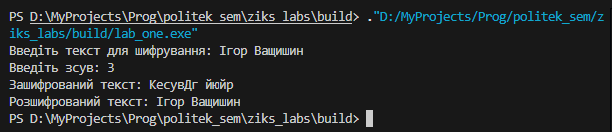 PS D:\MyProjects\Prog\politek_sem\ziks_labs\build> ."D:/MyProjects/Prog/politek_sem/z
iks_labs/build/lab_one.exe"
Введіть текст для шифрування: Ігор Ващишин
Введіть зсув: 3
Зашифрований текст: КесувДг йюйр
Розшифрований текст: Ігор Ващишин
PS D:\MyProjects\Prog\politek_sem\ziks_labs\build>